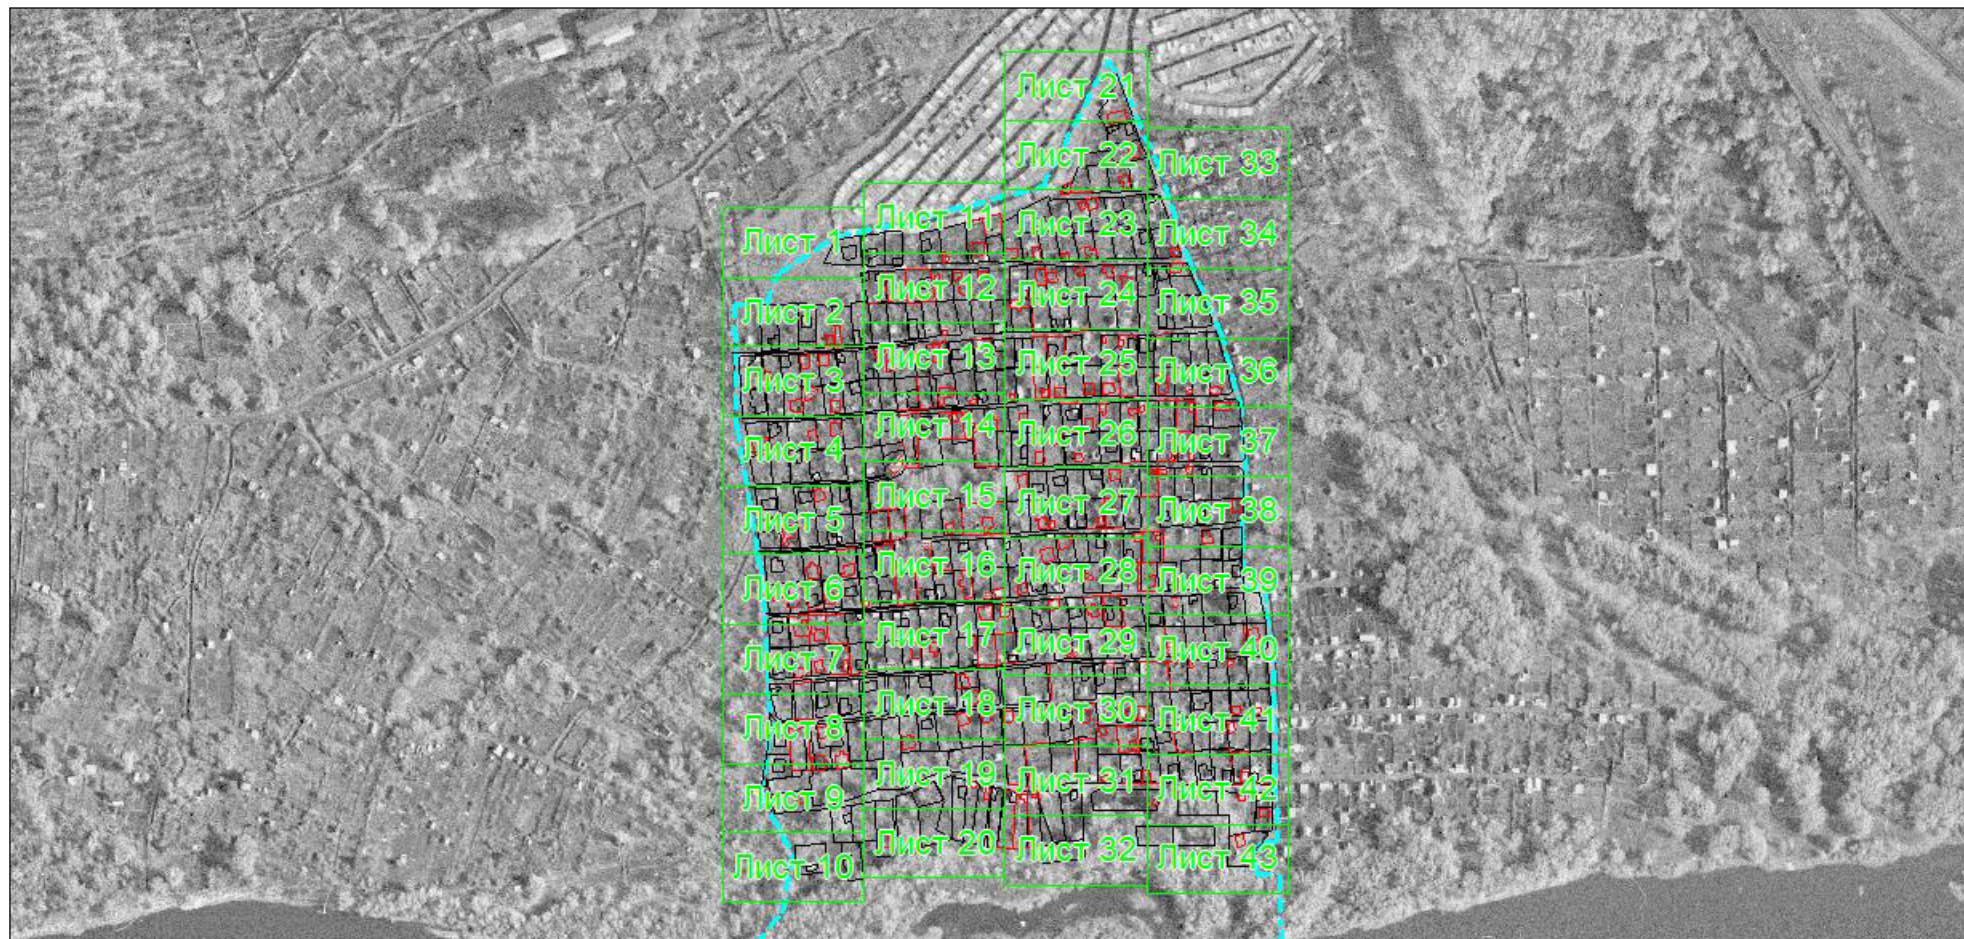 Лист 1
Лист 2
Лист 3
Лист 4
Лист 5
Лист 6
Лист 7
Лист 8
Лист 9
Лист 10
Лист 11
Лист 12
Лист 13
Лист 14
Лист 15
Лист 16
Лист 17
Лист 18
Лист 19
Лист 20
Лист 21
Лист 22
Лист 23
Лист 24
Лист 25
Лист 26
Лист 27
Лист 28
Лист 29
Лист 30
Лист 31
Лист 32
Лист 33
Лист 34
Лист 35
Лист 36
Лист 37
Лист 38
Лист 39
Лист 40
Лист 41
Лист 42
Лист 43